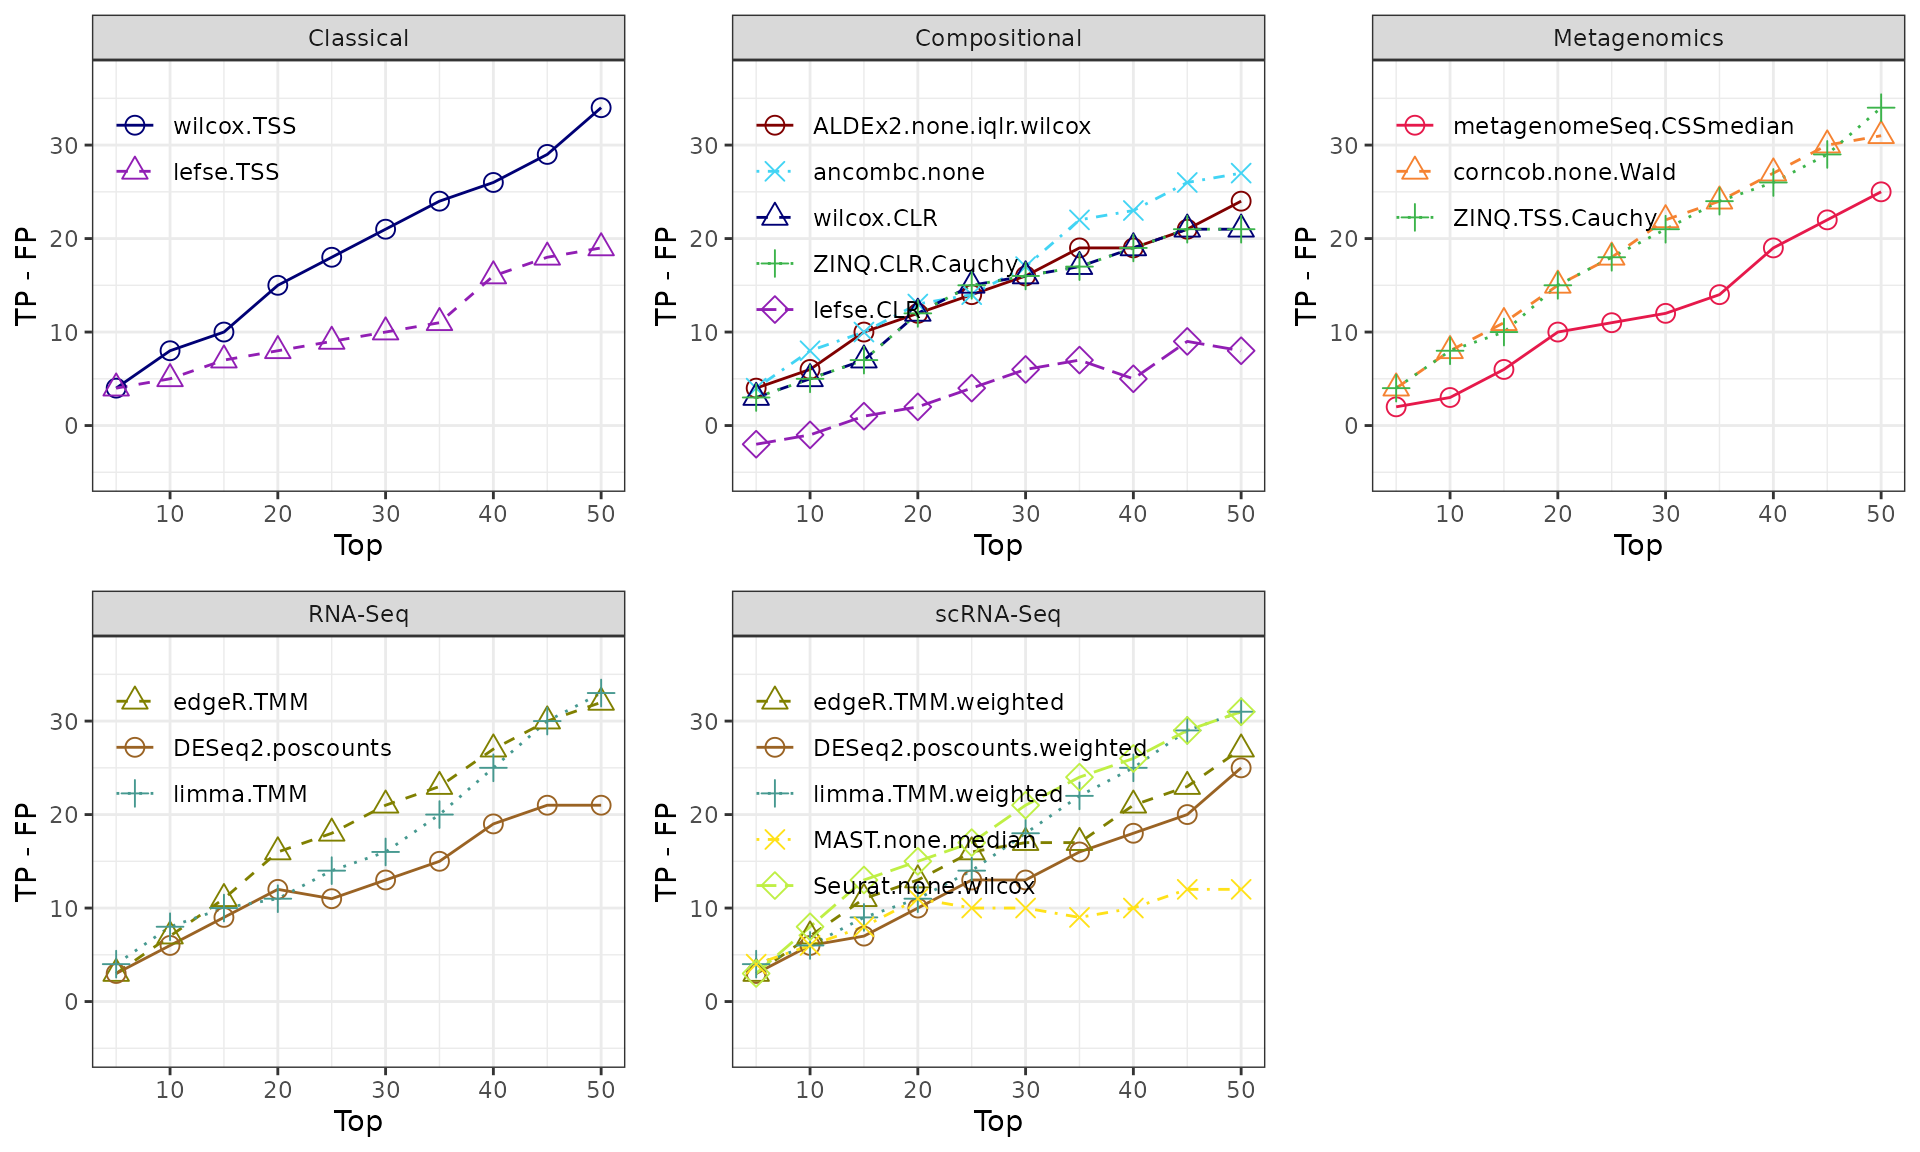 Classical
TP - FP
30
20
10
0
wilcox.TSS
lefse.TSS
10 20 30 40 50
Top
Compositional
TP - FP
30
20
10
0
ALDEx2.none.iqlr.wilcox
ancombc.none
wilcox.CLR
ZINQ.CLR.Cauchy
lefse.CLR
10 20 30 40 50
Top
Metagenomics
TP - FP
30
20
10
0
metagenomeSeq.CSSmedian
corncob.none.Wald
ZINQ.TSS.Cauchy
10 20 30 40 50
Top
RNA-Seq
TP - FP
30
20
10
0
edgeR.TMM
DESeq2.poscounts
limma.TMM
10 20 30 40 50
Top
scRNA-Seq
TP - FP
30
20
10
0
edgeR.TMM.weighted
DESeq2.poscounts.weighted
limma.TMM.weighted
MAST.none.median
Seurat.none.wilcox
10 20 30 40 50
Top